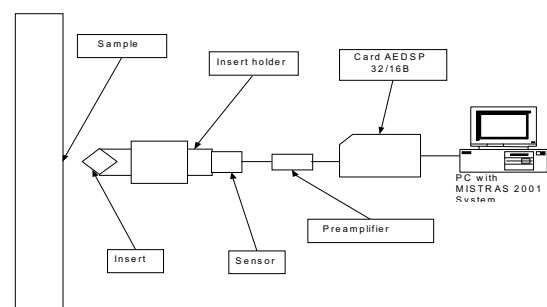 Sample
Insert holder
Card AEDSP
32/16B
PC with
MISTRAS 2001
System
Preamplifier
Insert
Sensor